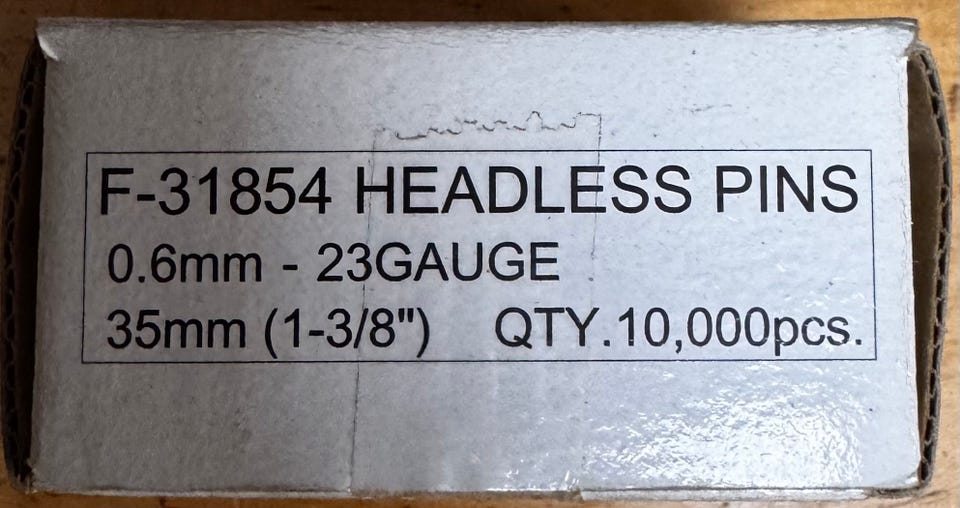 F-31854 HEADLESS PINS
0.6mm - 23GAUGE
35mm (1-3/8") QTY.10,000pcs.